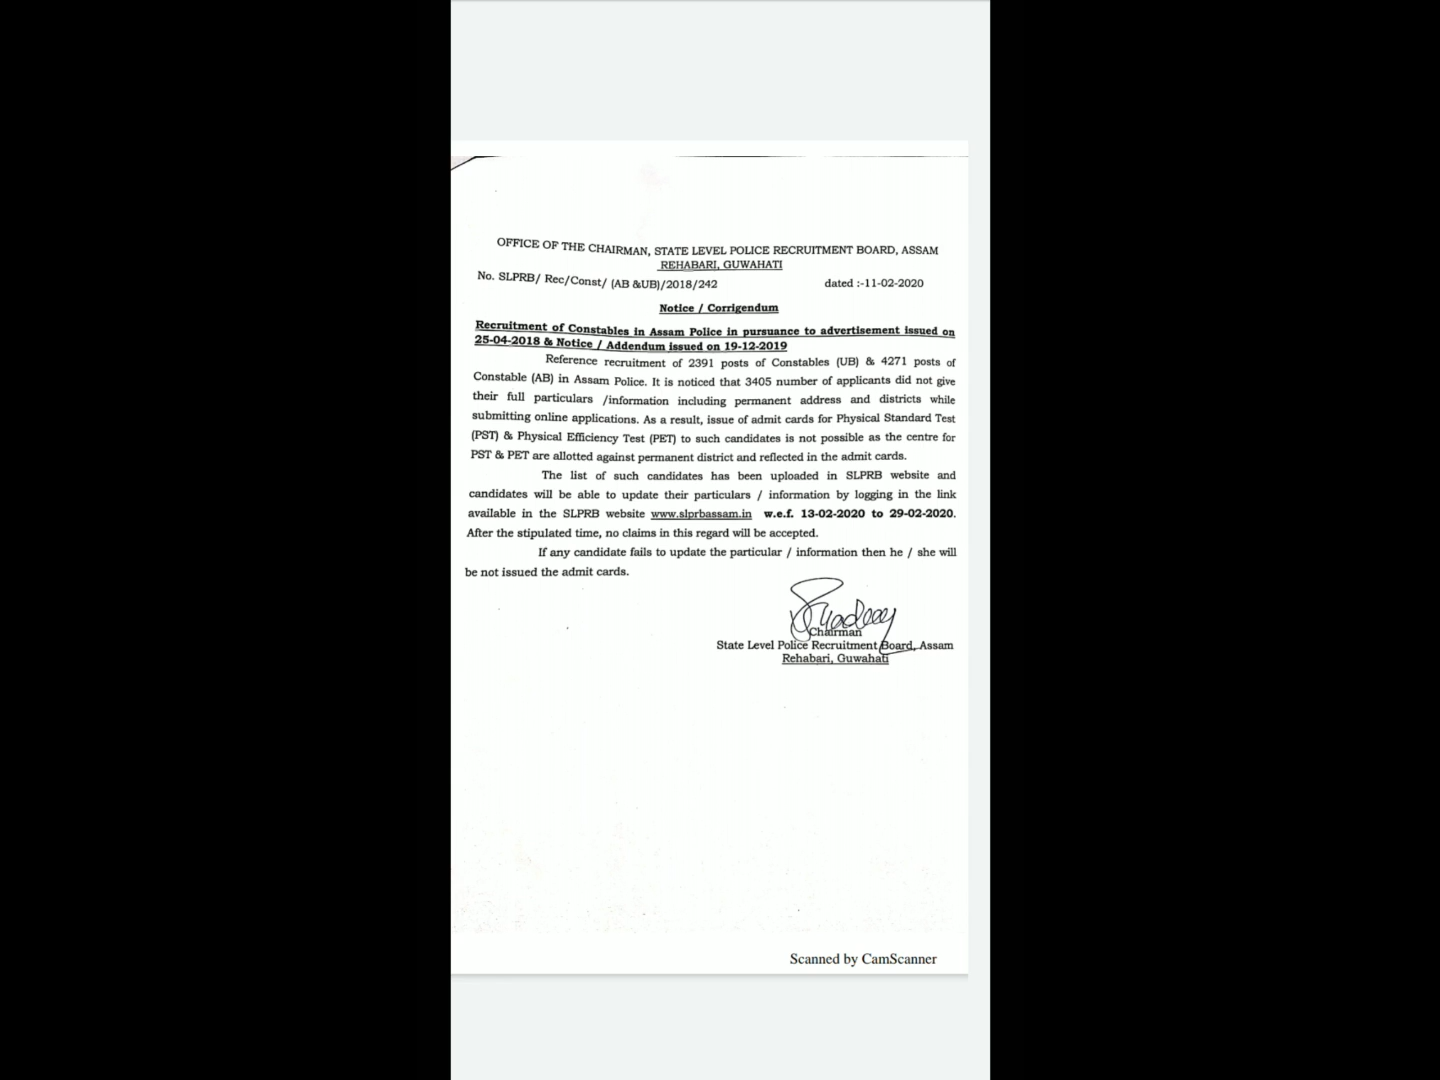 OFFICE OF THE CHAIRMAN, STATE LEVEL POLICE RECRUITMENT BOARD, ASSAM
REHABARI, GUWAHATI
No. SLPRB/ Rec/Const/ (AB &UB)/2018/242 dated :-11-02-2020
Notice / Corrigendum
Recruitment of Constables in Assam Police in pursuance to advertisement issued on
25-04-2018 & Notice / Addendum issued on 19-12-2019
Reference recruitment of 2391 posts of Constables (UB) & 4271 posts of
Constable (AB) in Assam Police. It is noticed that 3405 number of applicants did not give
their full particulars /information including permanent address and districts while
submitting online applications. As a result, issue of admit cards for Physical Standard Test
(PST) & Physical Efficiency Test (PET) to such candidates is not possible as the centre for
PST & PET are allotted against permanent district and reflected in the admit cards.
The list of such candidates has been uploaded in SLPRB website and
candidates will be able to update their particulars / information by logging in the link
available in the SLPRB website www.slprbassam.in w.e.f. 13-02-2020 to 29-02-2020.
After the stipulated time, no claims in this regard will be accepted.
If any candidate fails to update the particular / information then he / she will
be not issued the admit cards.
Chairman
State Level Police Recruitment Board, Assam
Rehabari, Guwahati
Scanned by CamScanner